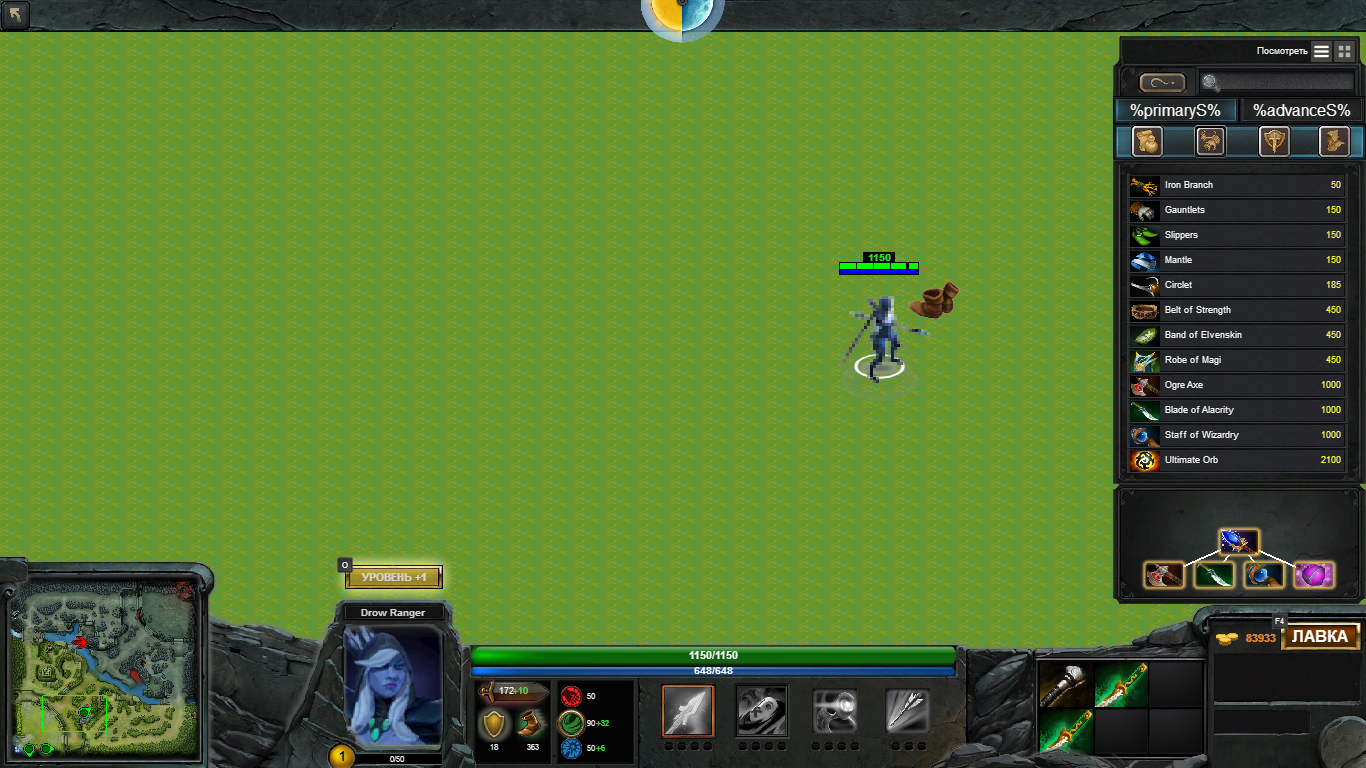 Посмотреть
%primaryS% %advanceS%
Iron Branch 50
Gauntlets 150
Slippers 150
Mantle 150
Circlet 185
Belt of Strength 450
Band of Elvenskin 450
Robe of Magi 450
Ogre Axe 1000
Blade of Alacrity 1000
Staff of Wizardry 1000
Ultimate Orb 2100
1150
O
УРОВЕНЬ +1
Drow Ranger
1
0/50
1150/1150
648/648
172+10
18 363
50
90+32
50+6
F4
83933 ЛАВКА